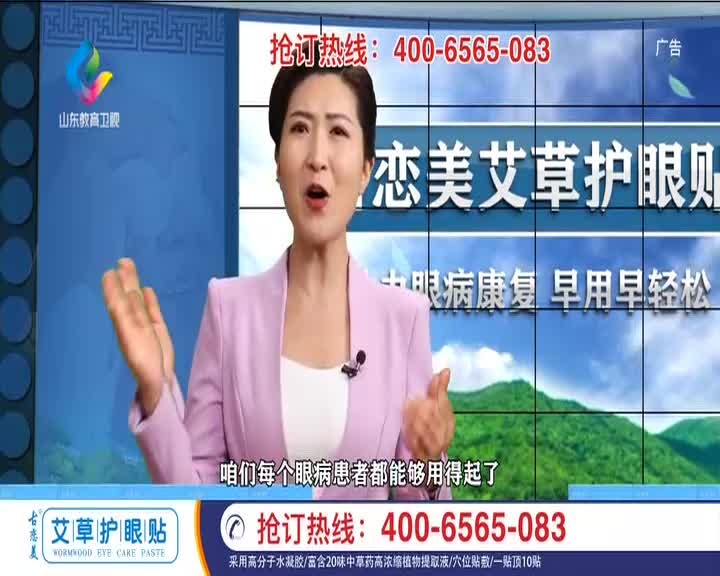 抢订热线：400-6565-083
广告
山东教育卫视
恋美艾草护眼贴
眼病康复 早用早轻松
咱们每个眼病患者都能够用得起了
古恋美
艾草护眼贴
WORMWOOD EYE CARE PASTE
抢订热线：400-6565-083
采用高分子水凝胶/富含20味中草药高浓缩植物提取液/穴位贴敷/一贴顶10贴